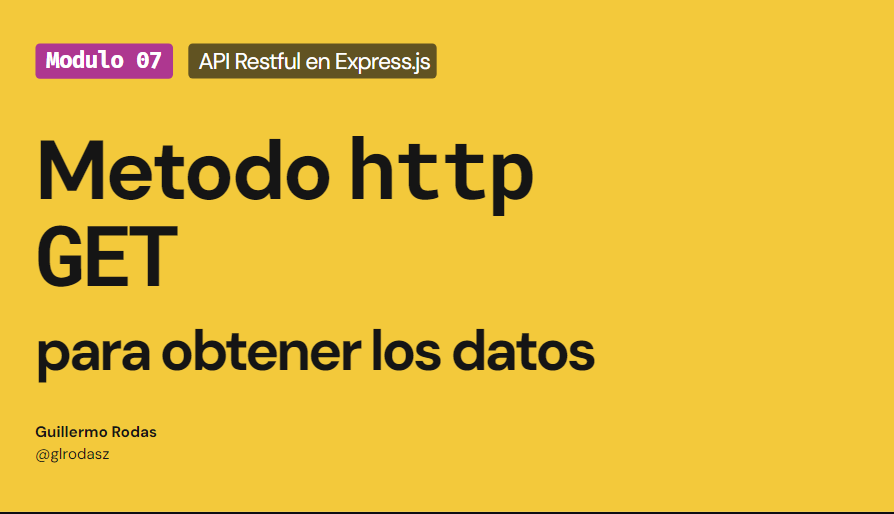 Modulo 07 API Restful en Express.js
Metodo http
GET
para obtener los datos
Guillermo Rodas
@glrodasz